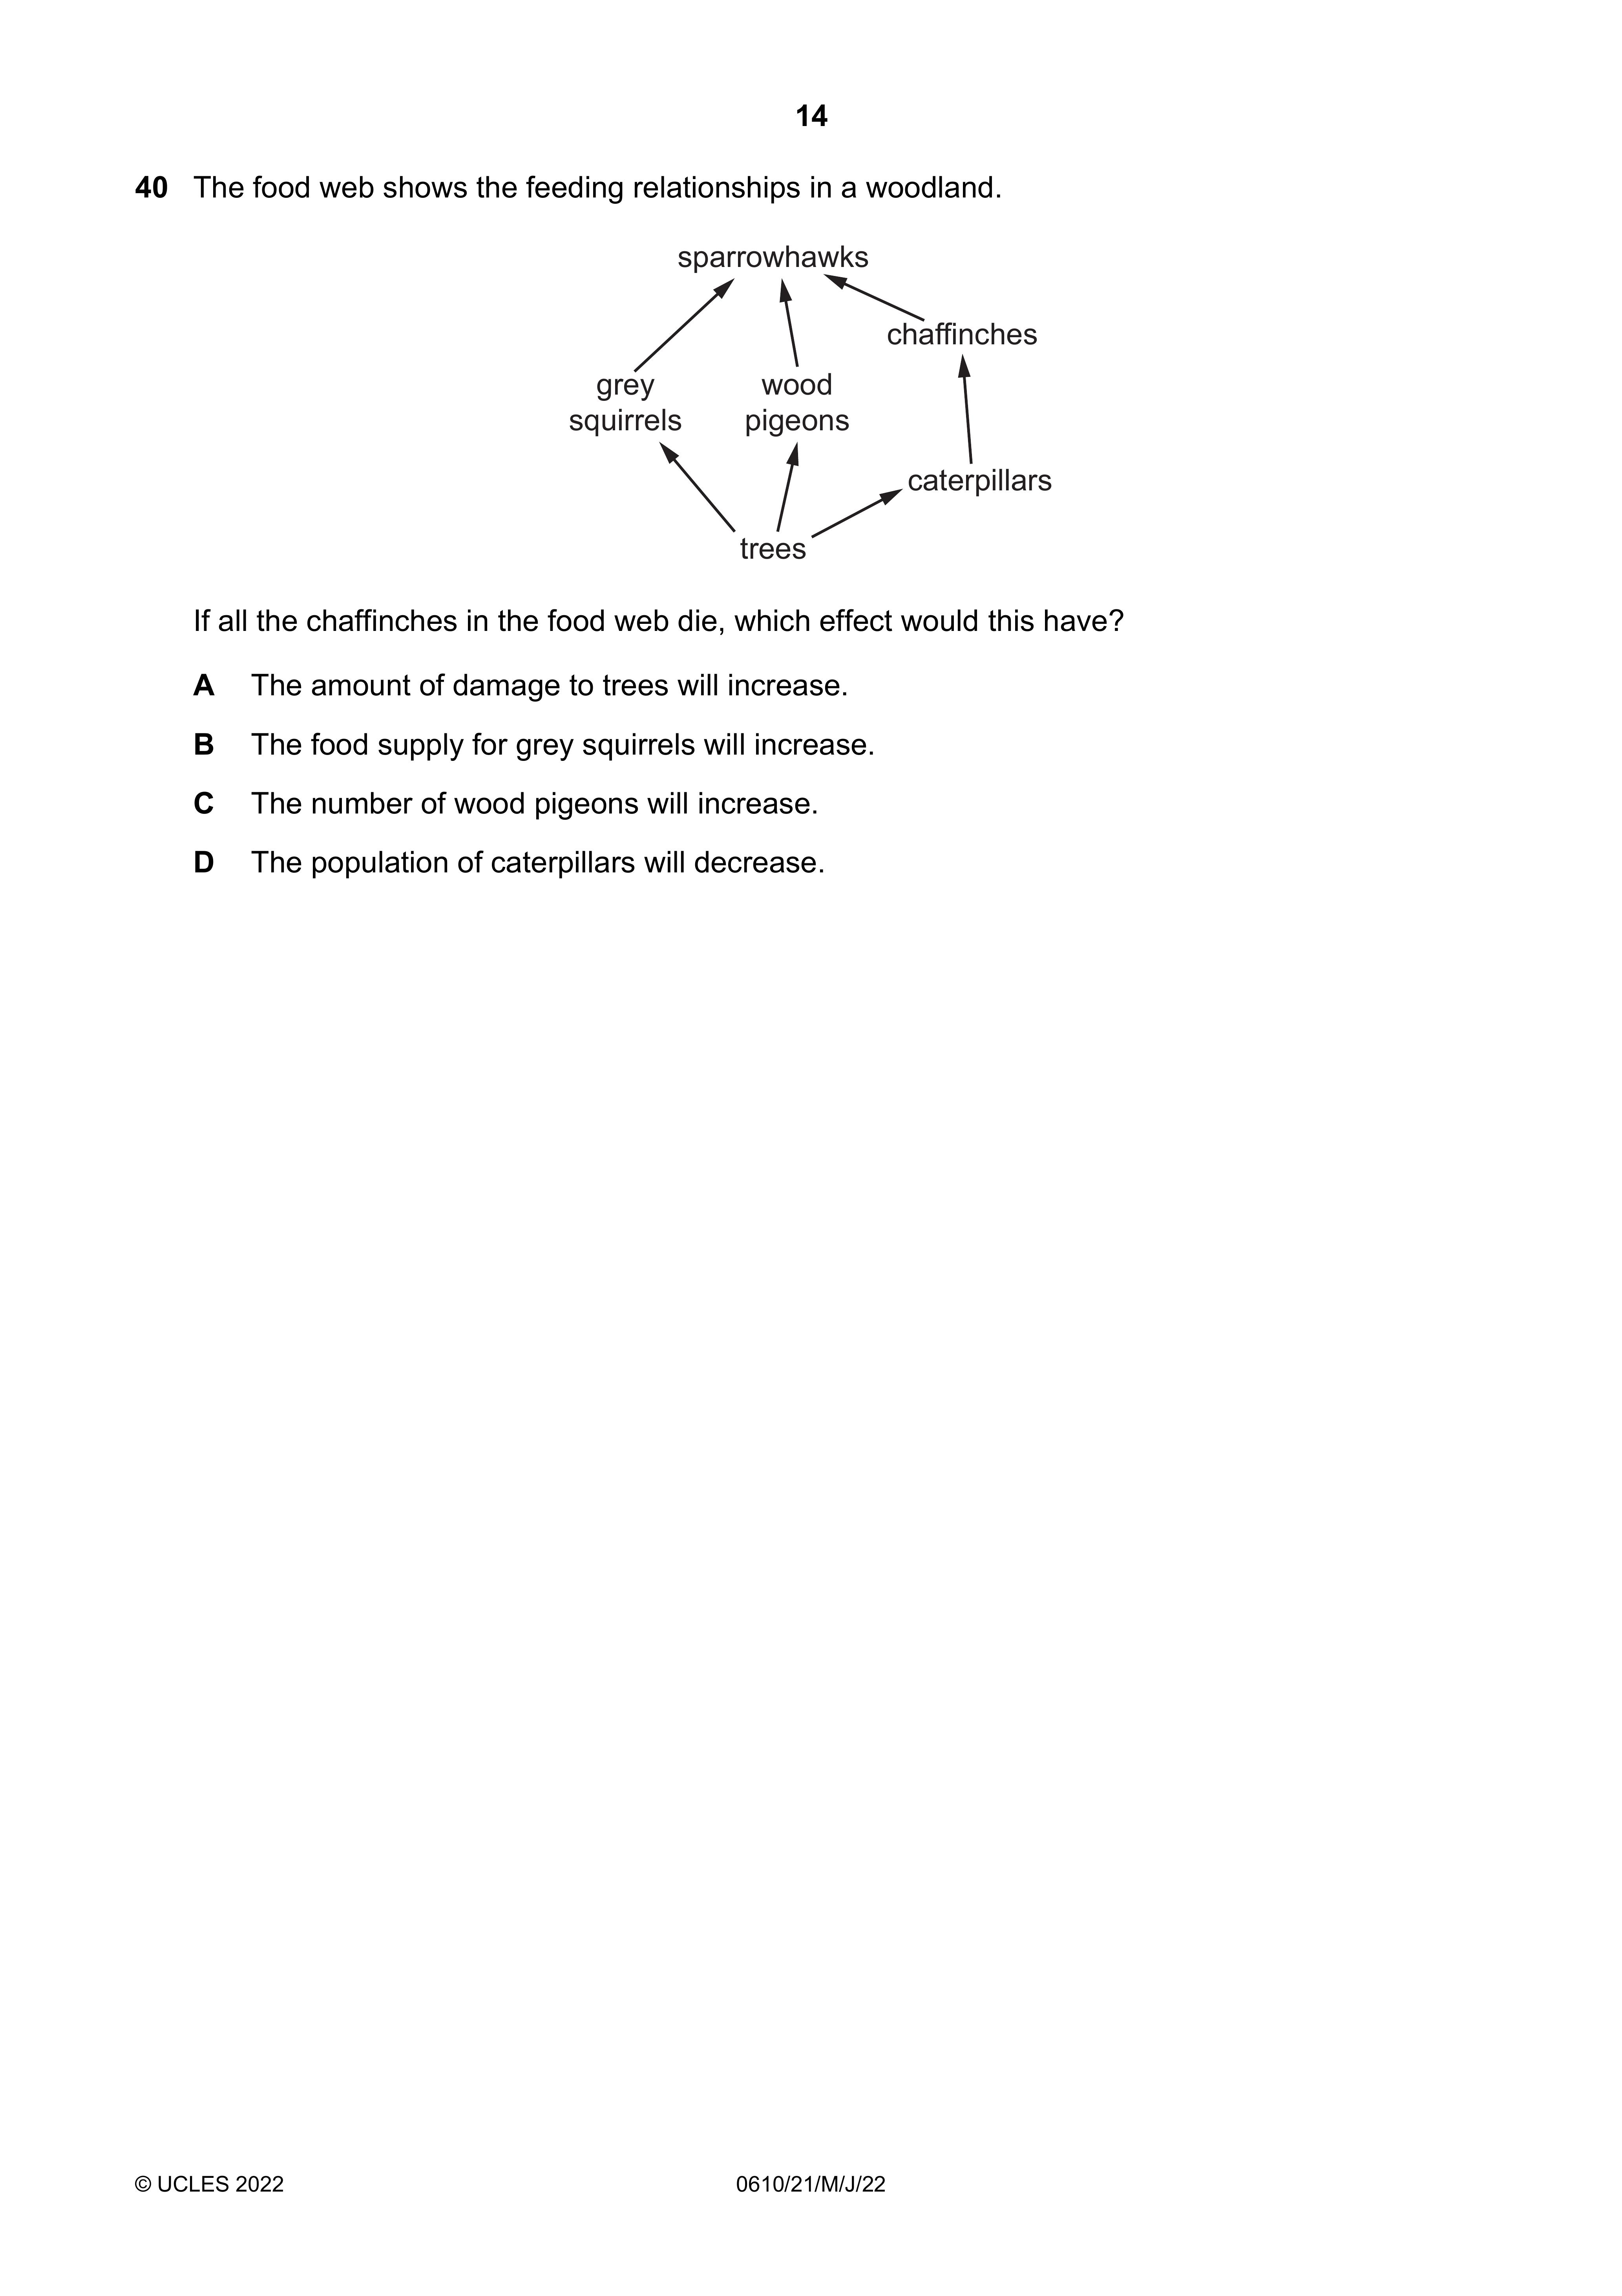 14
40 The food web shows the feeding relationships in a woodland.
sparrowhawks
chaffinches
grey
squirrels
wood
pigeons
caterpillars
trees
If all the chaffinches in the food web die, which effect would this have?
A The amount of damage to trees will increase.
B The food supply for grey squirrels will increase.
C The number of wood pigeons will increase.
D The population of caterpillars will decrease.
© UCLES 2022 0610/21/M/J/22